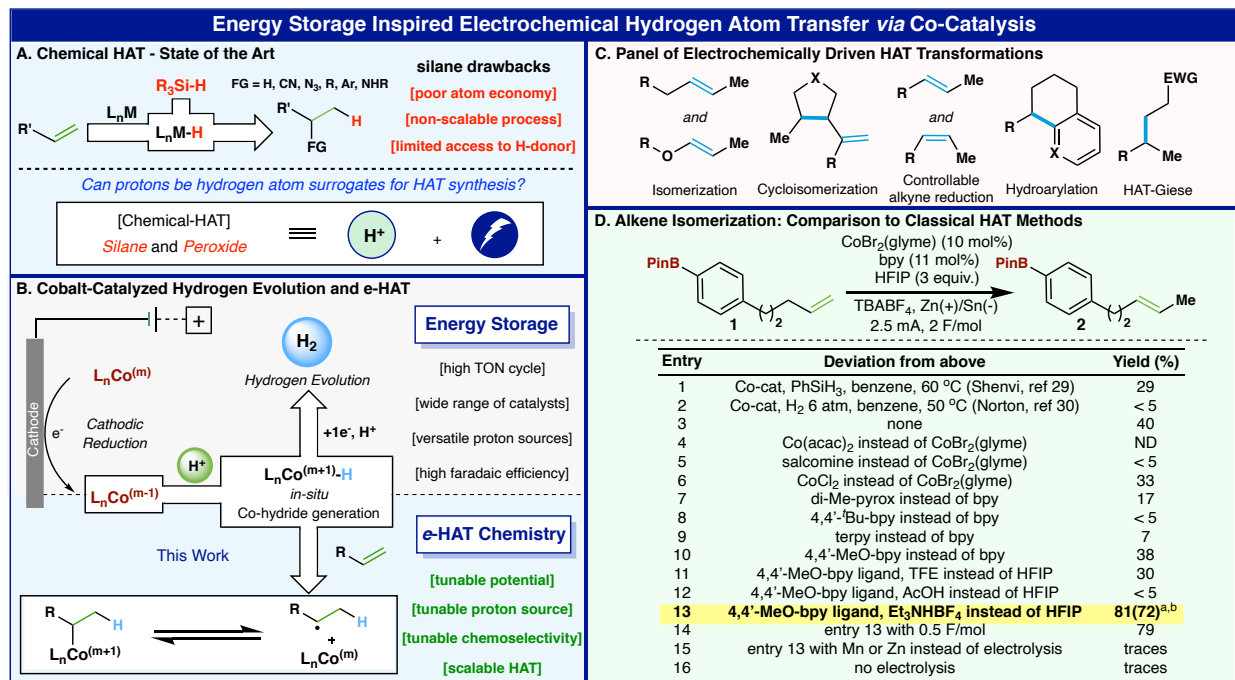 Energy Storage Inspired Electrochemical Hydrogen Atom Transfer via Co-Catalysis
A. Chemical HAT - State of the Art
R3Si-H
FG = H, CN, N3, R, Ar, NHR
LnM
LnM-H
R'
R'
H
FG
silane drawbacks
[poor atom economy]
[non-scalable process]
[limited access to H-donor]
Can protons be hydrogen atom surrogates for HAT synthesis?
[Chemical-HAT]
Silane and Peroxide
H+
+
B. Cobalt-Catalyzed Hydrogen Evolution and e-HAT
+
Cathode
LnCo(m)
e-
Cathodic
Reduction
LnCo(m-1)
H+
H2
Hydrogen Evolution
+1e-, H+
LnCo(m+1)-H
in-situ
Co-hydride generation
Energy Storage
[high TON cycle]
[wide range of catalysts]
[versatile proton sources]
[high faradaic efficiency]
This Work
R
e-HAT Chemistry
[tunable potential]
[tunable proton source]
[tunable chemoselectivity]
[scalable HAT]
R
H
LnCo(m+1)
R
H
+
LnCo(m)
C. Panel of Electrochemically Driven HAT Transformations
R
Me
and
R
O
Me
Isomerization
X
Me
R
Cycloisomerization
R
Me
and
R
Me
Controllable
alkyne reduction
R
X
Hydroarylation
EWG
R
Me
HAT-Giese
D. Alkene Isomerization: Comparison to Classical HAT Methods
PinB
( )2
1
CoBr2(glyme) (10 mol%)
bpy (11 mol%)
HFIP (3 equiv.)
TBABF4, Zn(+)/Sn(-)
2.5 mA, 2 F/mol
PinB
( )2
Me
2
Entry Deviation from above Yield (%)
1 Co-cat, PhSiH3, benzene, 60 oC (Shenvi, ref 29) 29
2 Co-cat, H2 6 atm, benzene, 50 oC (Norton, ref 30) < 5
3 none 40
4 Co(acac)2 instead of CoBr2(glyme) ND
5 salcomine instead of CoBr2(glyme) < 5
6 CoCl2 instead of CoBr2(glyme) 33
7 di-Me-pyrox instead of bpy 17
8 4,4'-tBu-bpy instead of bpy < 5
9 terpy instead of bpy 7
10 4,4'-MeO-bpy instead of bpy 38
11 4,4'-MeO-bpy ligand, TFE instead of HFIP 30
12 4,4'-MeO-bpy ligand, AcOH instead of HFIP < 5
13 4,4'-MeO-bpy ligand, Et3NHBF4 instead of HFIP 81(72)a,b
14 entry 13 with 0.5 F/mol 79
15 entry 13 with Mn or Zn instead of electrolysis traces
16 no electrolysis traces